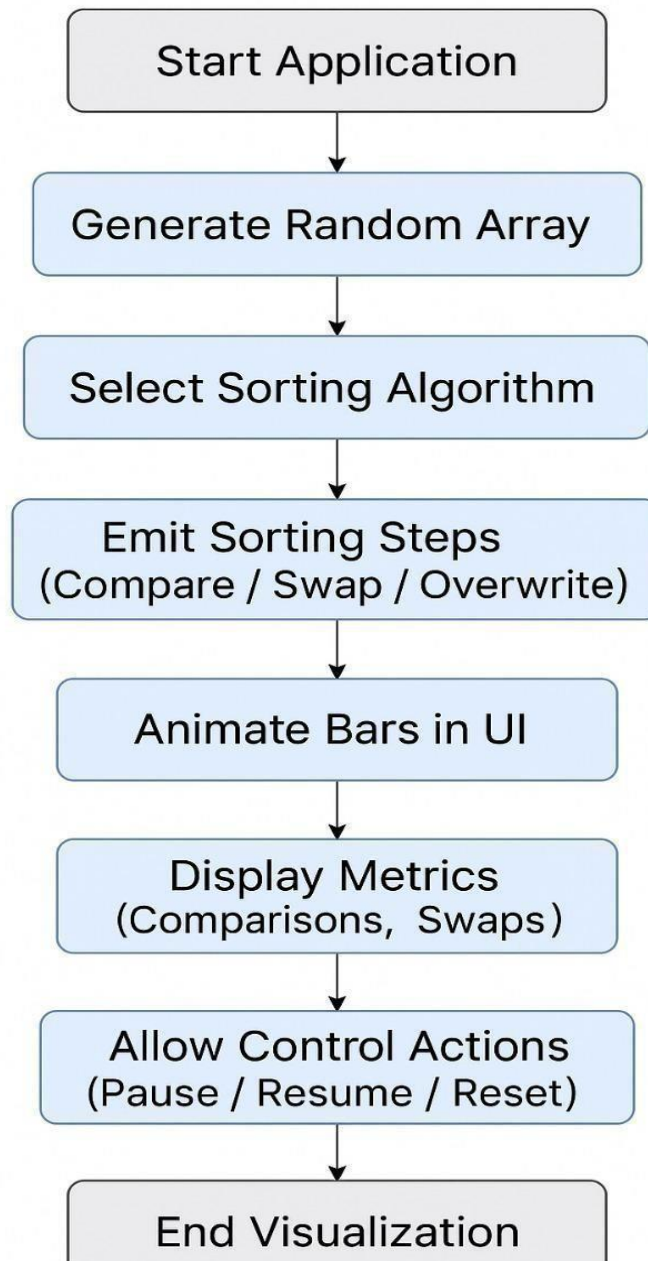 Start Application
Generate Random Array
Select Sorting Algorithm
Emit Sorting Steps
(Compare / Swap / Overwrite)
Animate Bars in UI
Display Metrics
(Comparisons, Swaps)
Allow Control Actions
(Pause / Resume / Reset)
End Visualization